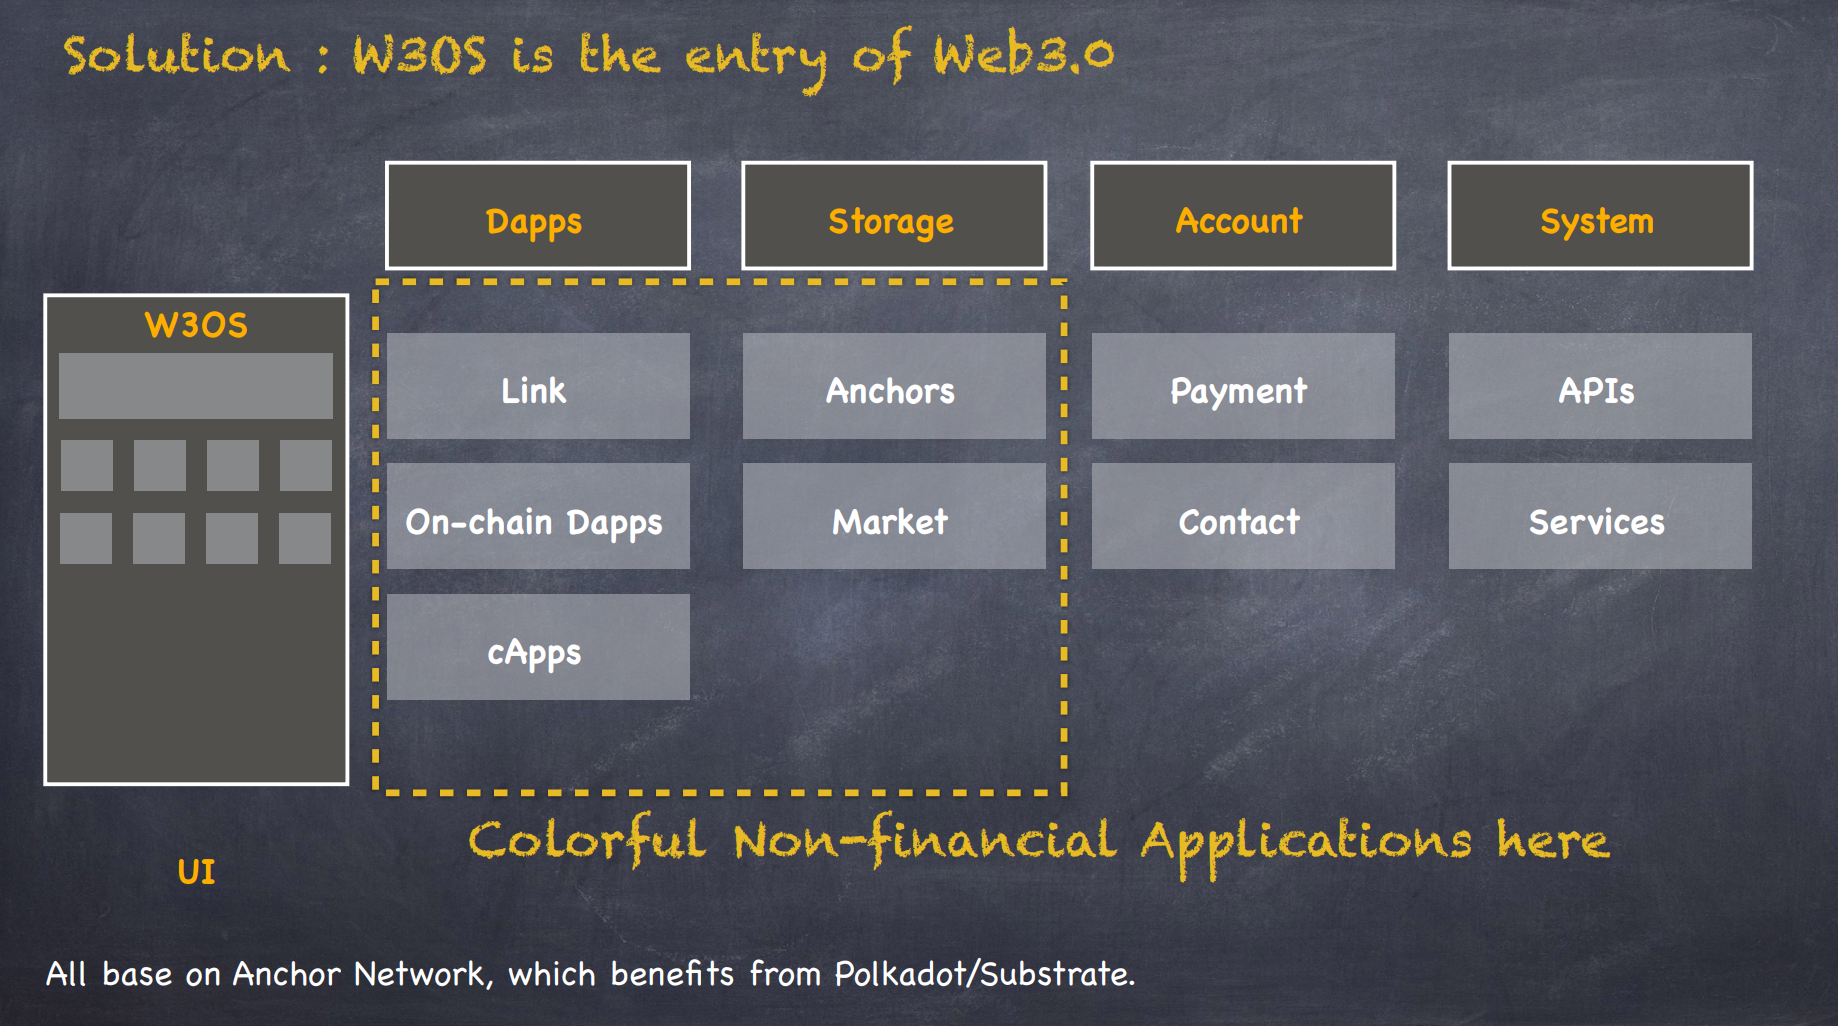 Solution : W3OS is the entry of Web3.0
Dapps
Storage
Account
System
W3OS
Link
Anchors
Payment
APIs
On-chain Dapps
Market
Contact
Services
cApps
Colorful Non-financial Applications here
UI
All base on Anchor Network, which benefits from Polkadot/Substrate.